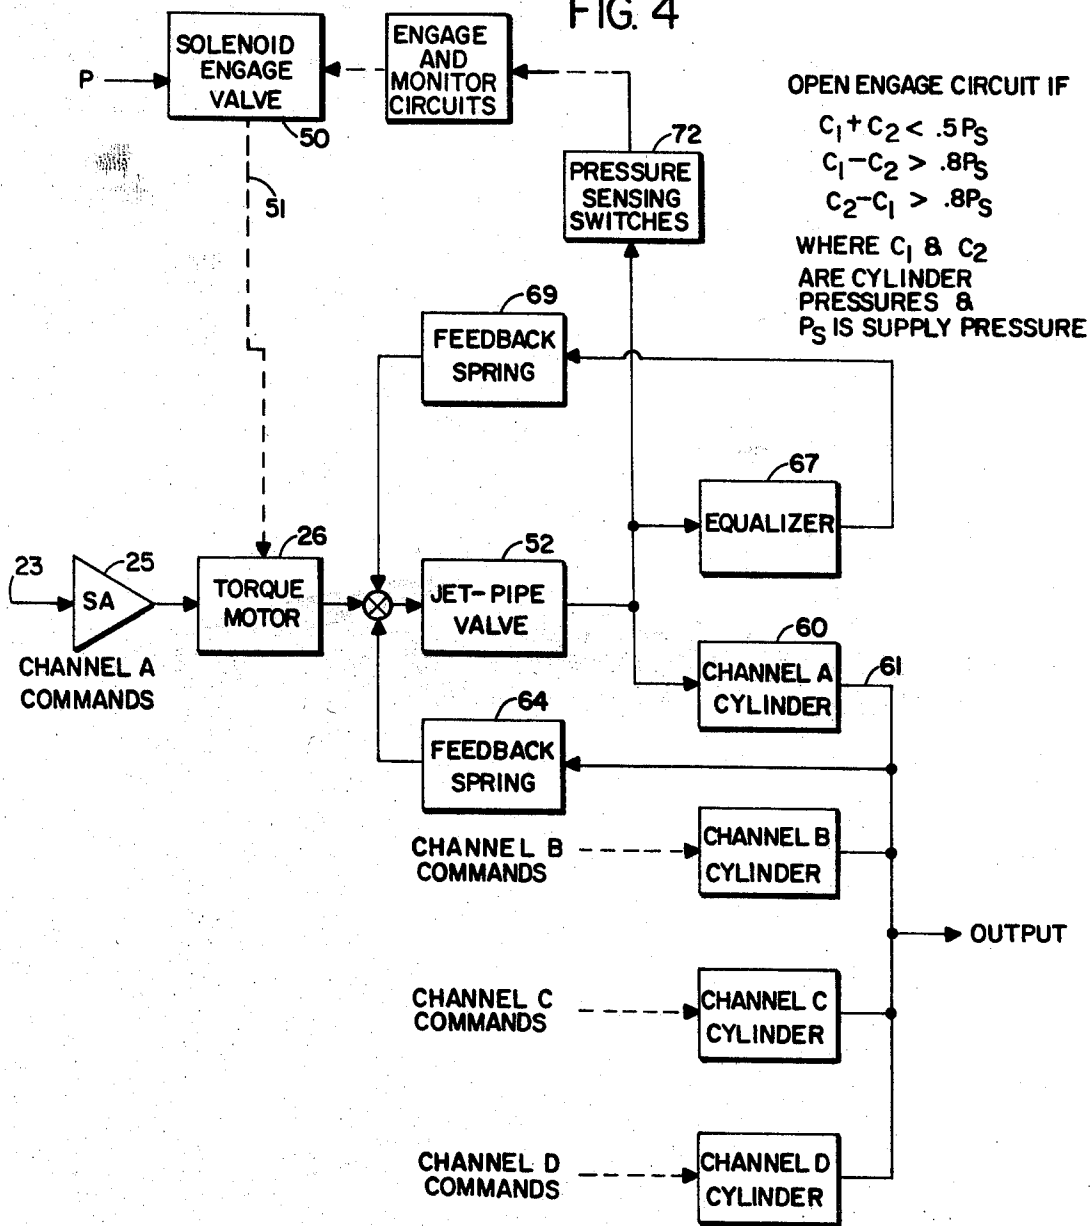 FIG. 4
P
SOLENOID
ENGAGE
VALVE
50
51
ENGAGE
AND
MONITOR
CIRCUITS
72
PRESSURE
SENSING
SWITCHES
OPEN ENGAGE CIRCUIT IF
C₁ + C₂ < .5PS
C₁ - C₂ > .8PS
C₂ - C₁ > .8PS
WHERE C₁ & C₂
ARE CYLINDER
PRESSURES &
PS IS SUPPLY PRESSURE
69
FEEDBACK
SPRING
67
EQUALIZER
23
25
SA
CHANNEL A
COMMANDS
26
TORQUE
MOTOR
52
JET-PIPE
VALVE
60
CHANNEL A
CYLINDER
61
64
FEEDBACK
SPRING
CHANNEL B
COMMANDS
CHANNEL B
CYLINDER
OUTPUT
CHANNEL C
COMMANDS
CHANNEL C
CYLINDER
CHANNEL D
COMMANDS
CHANNEL D
CYLINDER